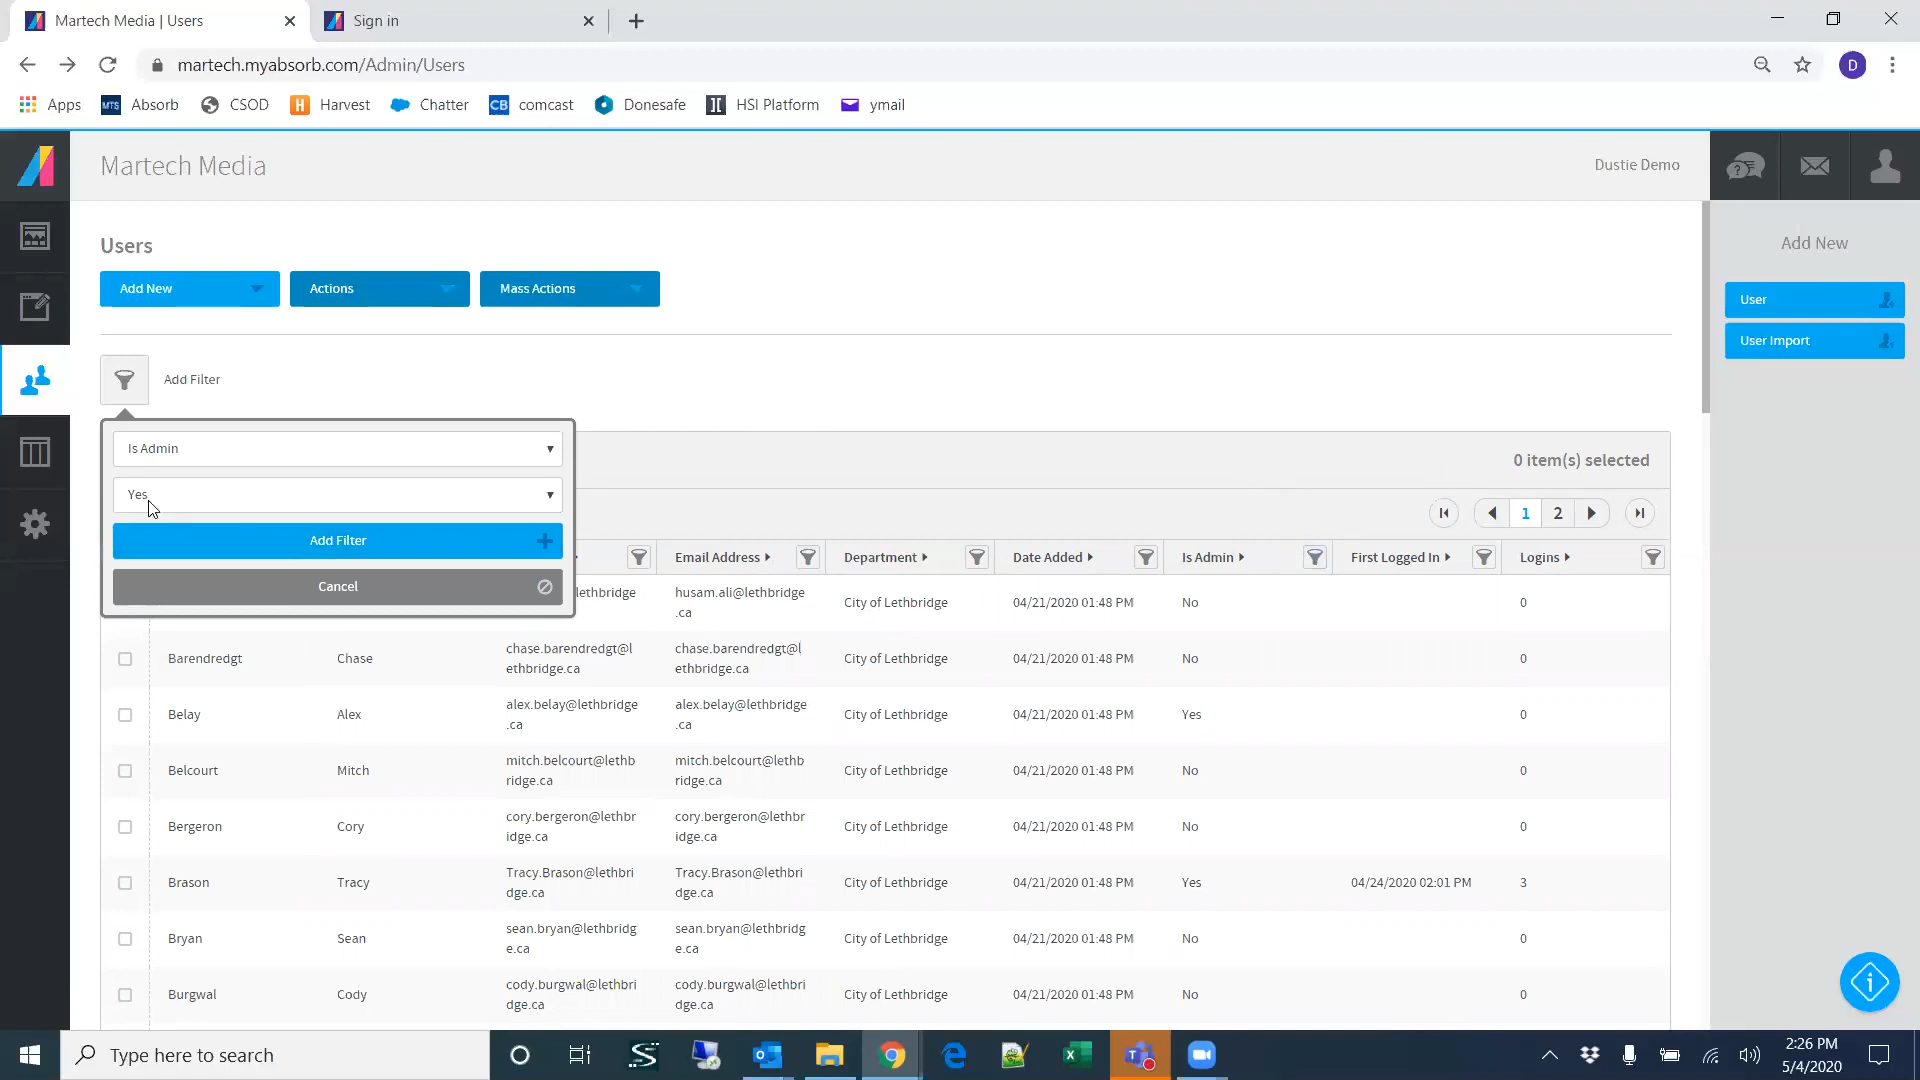 Martech Media | Users
Sign in
martech.myabsorb.com/Admin/Users
D
Apps
MTS Absorb
CSOD
H Harvest
Chatter
CB comcast
Donesafe
HSI Platform
ymail
Martech Media
Dustie Demo
Users
Add New
Actions
Mass Actions
Add New
User
User Import
Add Filter
Is Admin
Yes
Add Filter
Cancel
0 item(s) selected
1 2
Email Address Department Date Added Is Admin First Logged In Logins
lethbridge husam.ali@lethbridge City of Lethbridge 04/21/2020 01:48 PM No 0
.ca
Barendredgt Chase chase.barendredgt@l chase.barendredgt@l City of Lethbridge 04/21/2020 01:48 PM No 0
ethbridge.ca ethbridge.ca
Belay Alex alex.belay@lethbridge alex.belay@lethbridge City of Lethbridge 04/21/2020 01:48 PM Yes 0
.ca .ca
Belcourt Mitch mitch.belcourt@lethb mitch.belcourt@lethb City of Lethbridge 04/21/2020 01:48 PM No 0
ridge.ca ridge.ca
Bergeron Cory cory.bergeron@lethbr cory.bergeron@lethbr City of Lethbridge 04/21/2020 01:48 PM No 0
idge.ca idge.ca
Brason Tracy Tracy.Brason@lethbri Tracy.Brason@lethbri City of Lethbridge 04/21/2020 01:48 PM Yes 04/24/2020 02:01 PM 3
dge.ca dge.ca
Bryan Sean sean.bryan@lethbridg sean.bryan@lethbridg City of Lethbridge 04/21/2020 01:48 PM No 0
e.ca e.ca
Burgwal Cody cody.burgwal@lethbri cody.burgwal@lethbri City of Lethbridge 04/21/2020 01:48 PM No 0
dge.ca dge.ca
Type here to search
2:26 PM
5/4/2020